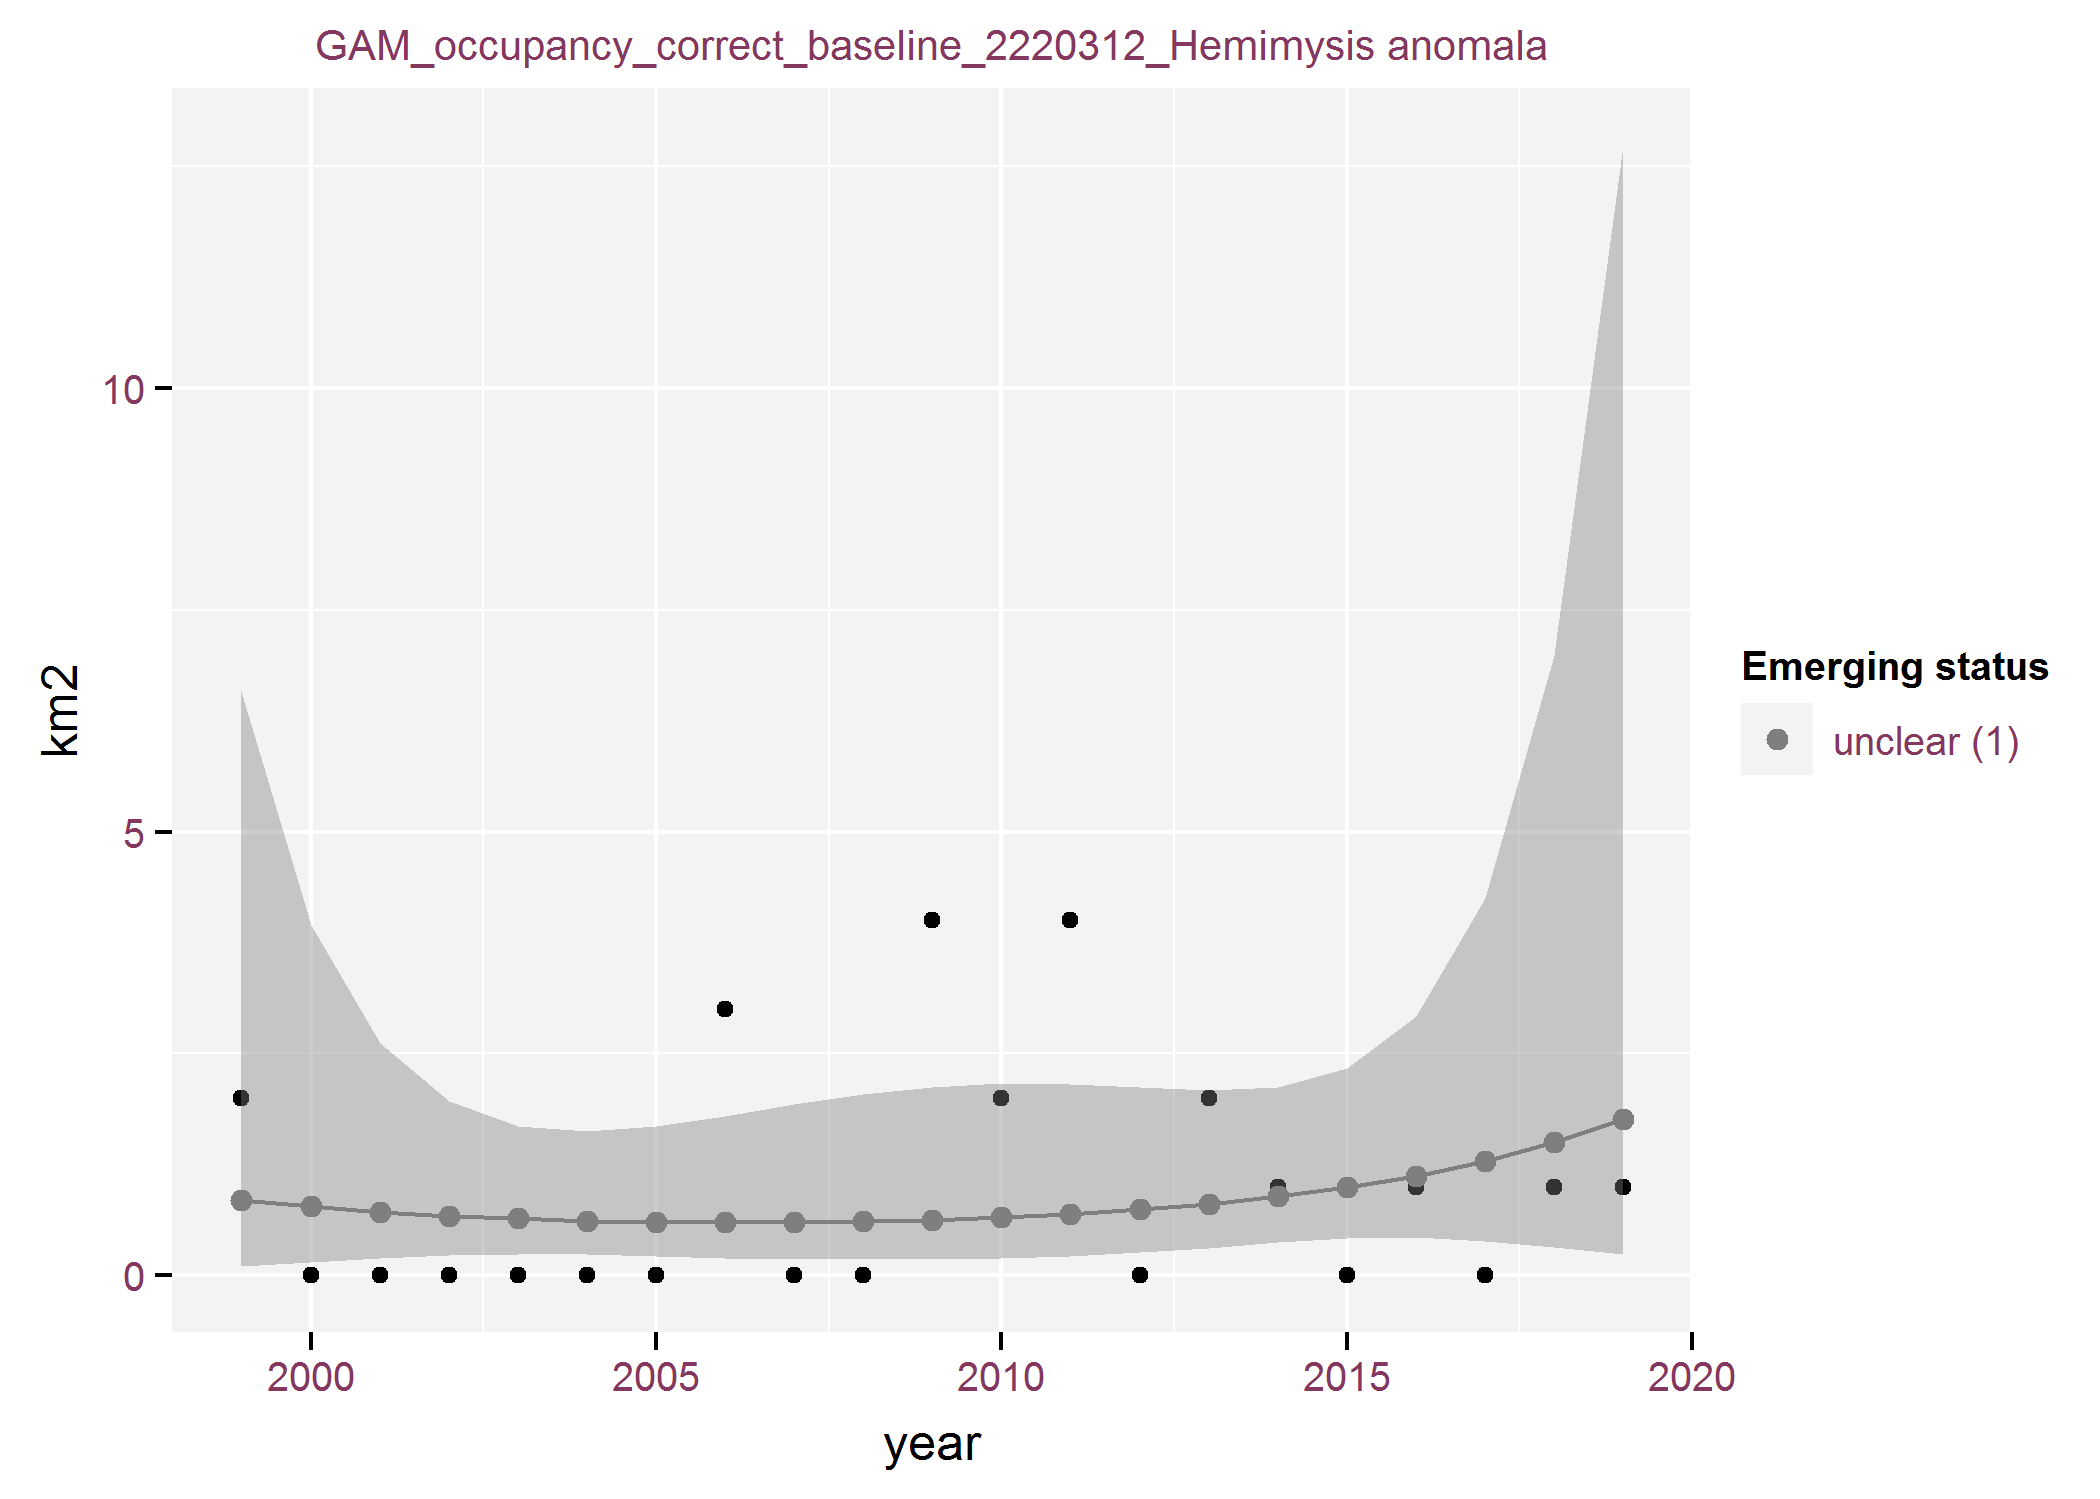 GAM_occupancy_correct_baseline_2220312_Hemimysis anomala
10
5
0
km2
2000 2005 2010 2015 2020
year
Emerging status
unclear (1)